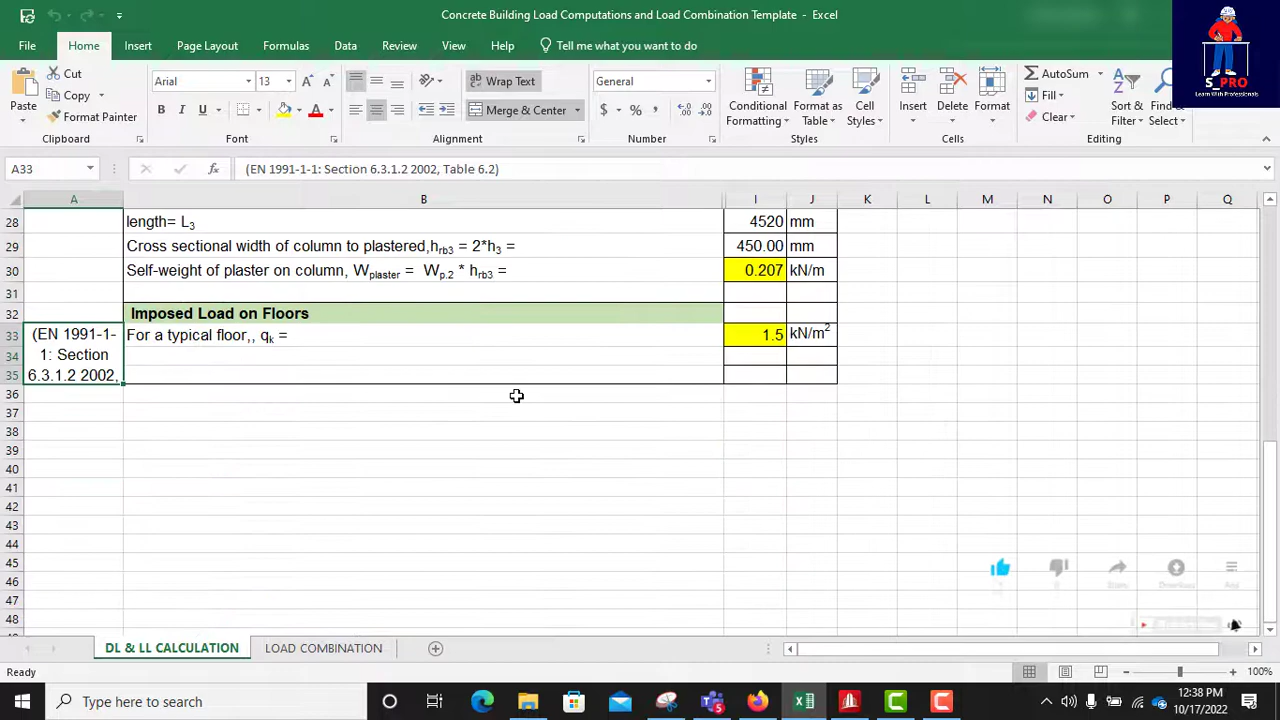 Concrete Building Load Computations and Load Combination Template - Excel
S_PRO
Learn With Professionals
File Home Insert Page Layout Formulas Data Review View Help Tell me what you want to do
Paste
Cut
Copy
Format Painter
Clipboard
Arial 13
B I U
Font
Wrap Text
Merge & Center
Alignment
General
$ %
Number
Conditional Formatting
Format as Table
Cell Styles
Styles
Insert Delete Format
Cells
AutoSum
Fill
Clear
Sort & Filter
Find & Select
Editing
A33 fx (EN 1991-1-1: Section 6.3.1.2 2002, Table 6.2)
A B I J K L M N O P Q
28 length= L3 4520 mm
29 Cross sectional width of column to plastered,hrb3 = 2*h3 = 450.00 mm
30 Self-weight of plaster on column, Wplaster = Wp.2 * hrb3 = 0.207 kN/m
31
32 Imposed Load on Floors
33 (EN 1991-1- For a typical floor,, qk = 1.5 kN/m2
34 1: Section
35 6.3.1.2 2002,
36
37
38
39
40
41
42
43
44
45
46
47
48
DL & LL CALCULATION LOAD COMBINATION
Ready 100%
Type here to search
12:38 PM
10/17/2022